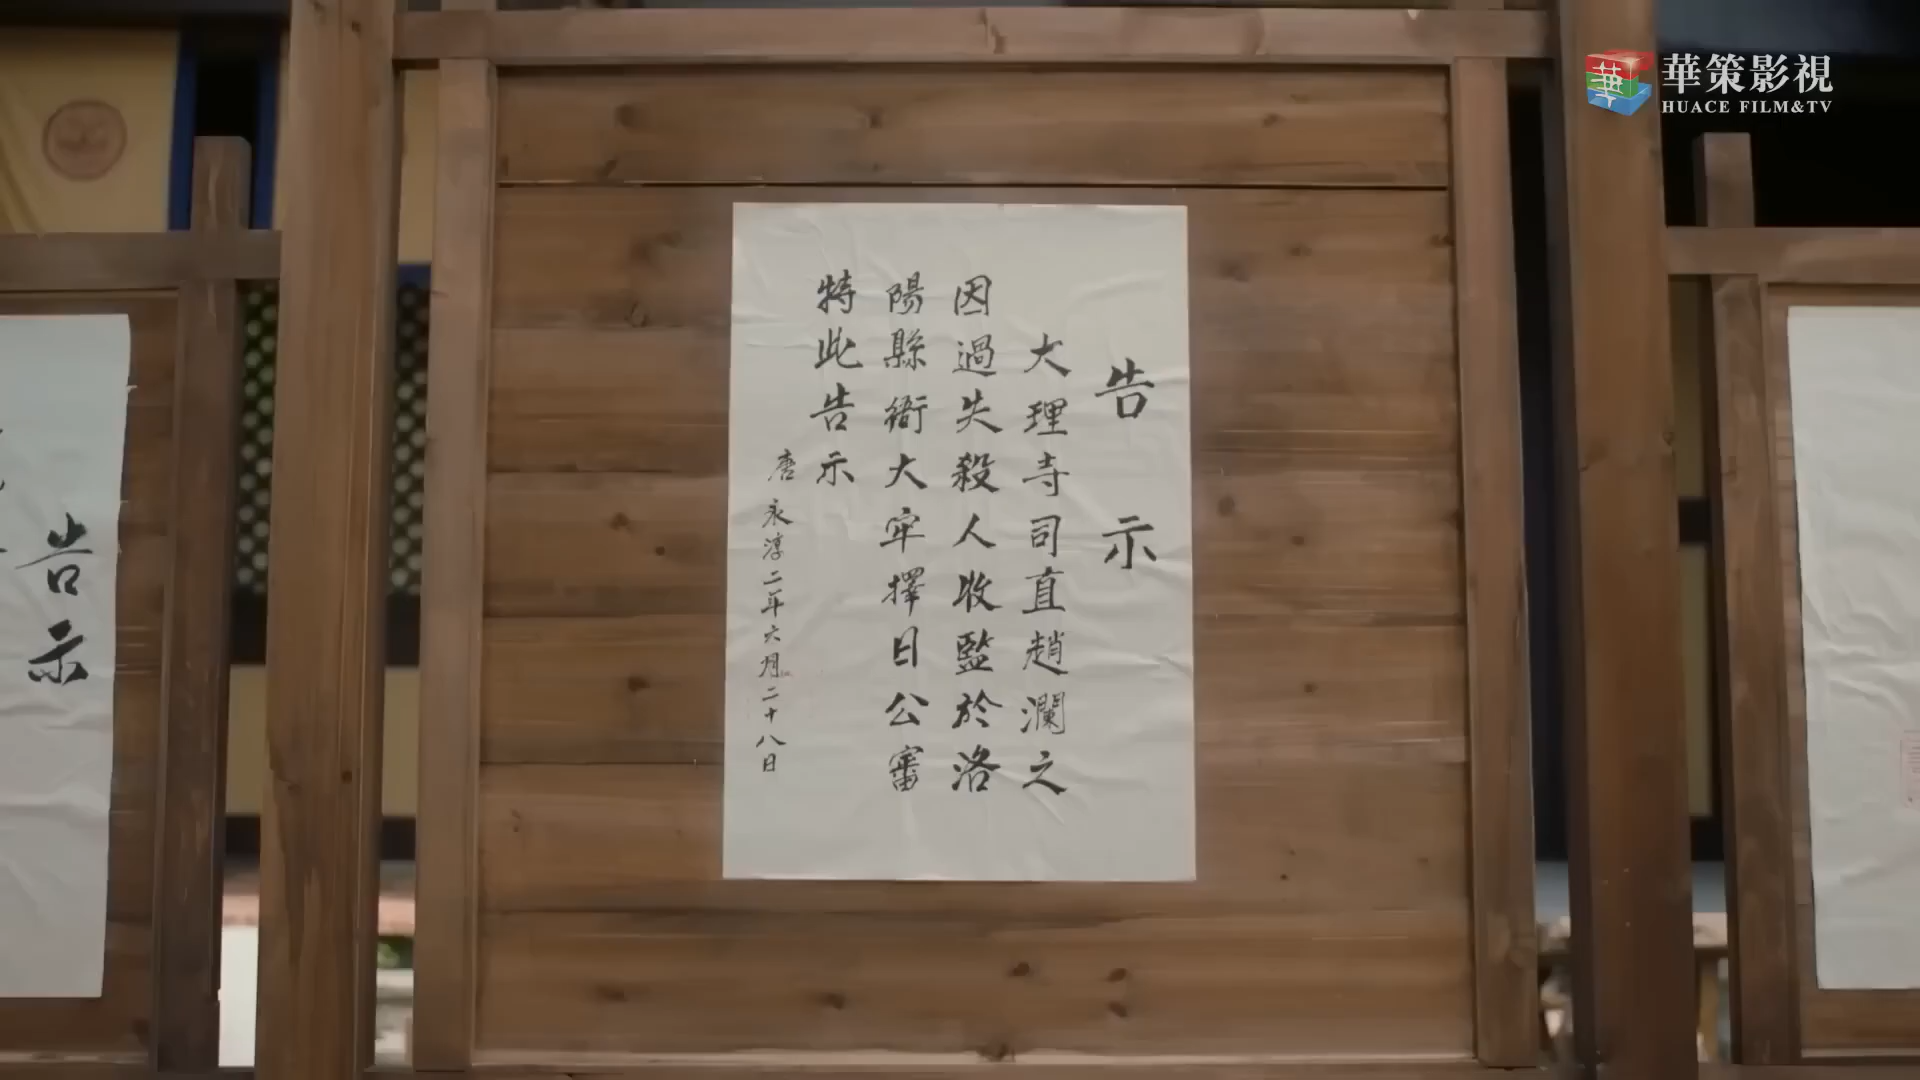 告示
大理寺司直趙瀾之
因過失殺人收監於洛
陽縣衙大牢擇日公審
特此告示
唐永淳二年六月二十八日
告示
華策影視
HUACE FILM&TV